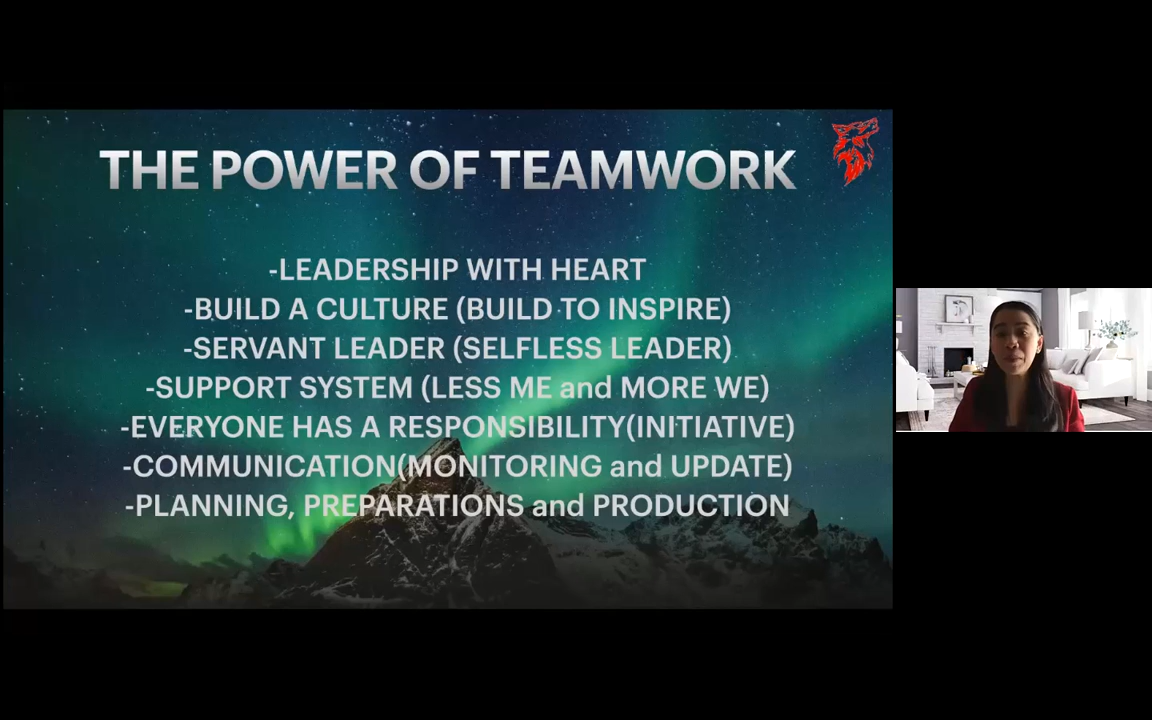 THE POWER OF TEAMWORK
-LEADERSHIP WITH HEART
-BUILD A CULTURE (BUILD TO INSPIRE)
-SERVANT LEADER (SELFLESS LEADER)
-SUPPORT SYSTEM (LESS ME and MORE WE)
-EVERYONE HAS A RESPONSIBILITY(INITIATIVE)
-COMMUNICATION(MONITORING and UPDATE)
-PLANNING, PREPARATIONS and PRODUCTION